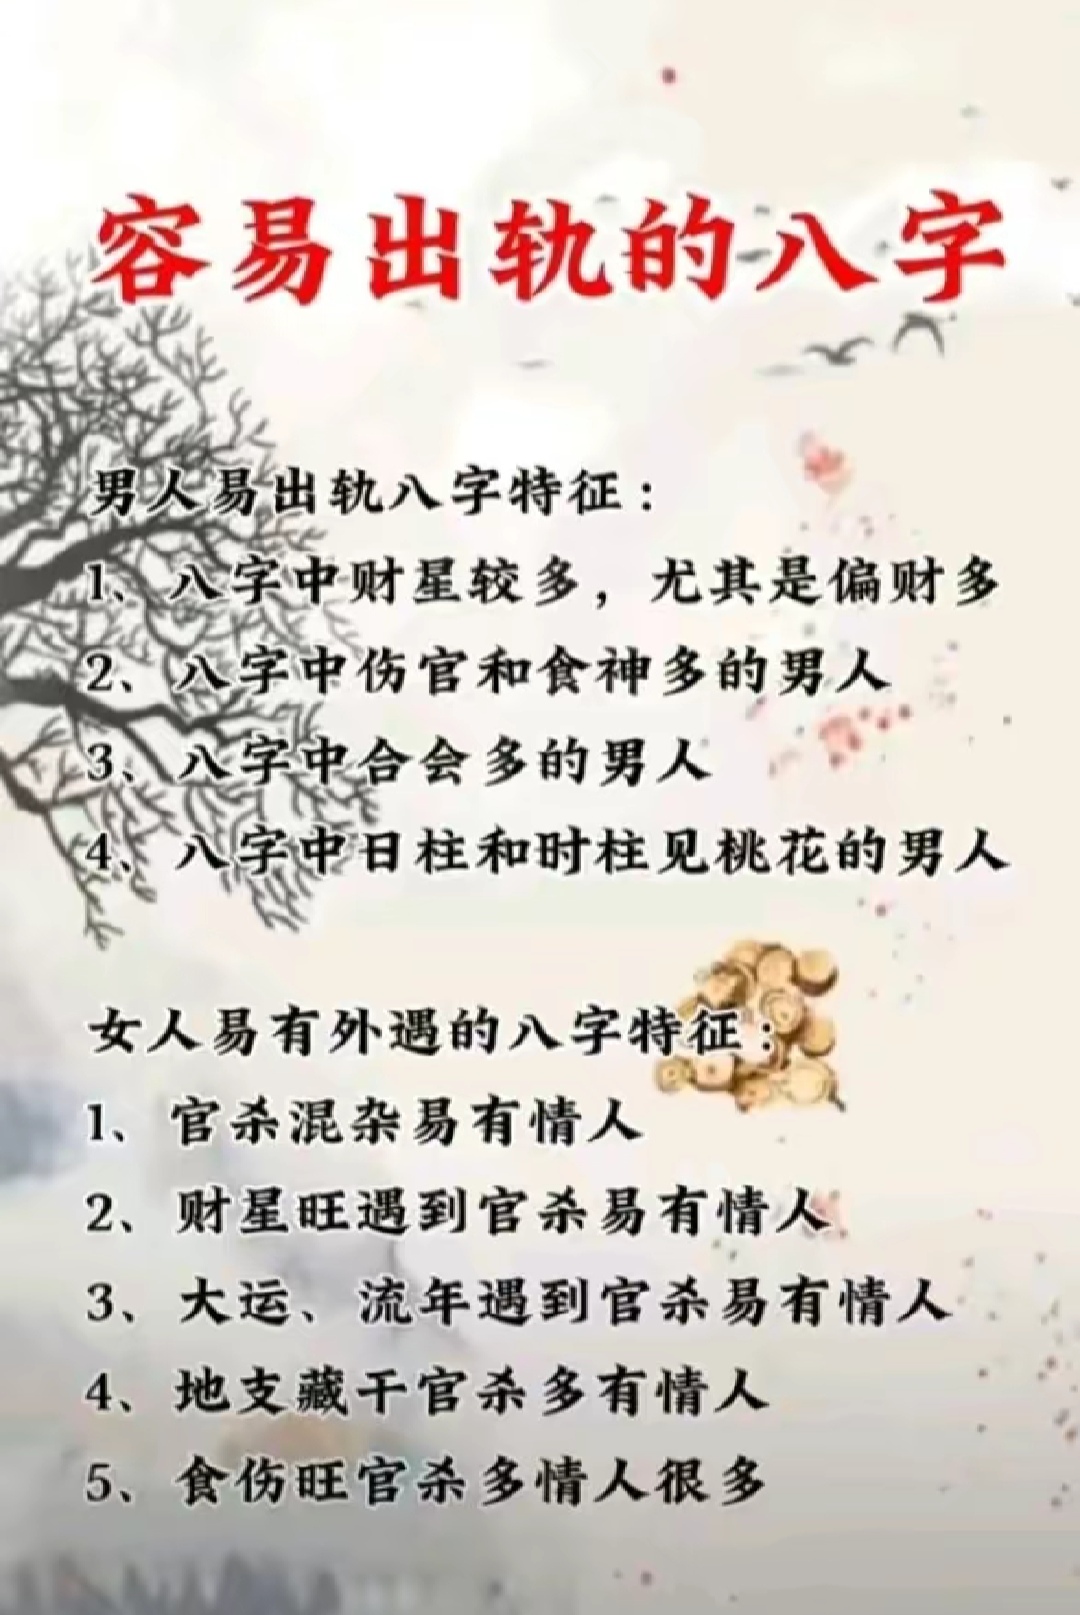 容易出轨的八字
男人易出轨八字特征：
1、八字中财星较多，尤其是偏财多
2、八字中伤官和食神多的男人
3、八字中合会多的男人
4、八字中日柱和时柱见桃花的男人
女人易有外遇的八字特征：
1、官杀混杂易有情人
2、财星旺遇到官杀易有情人
3、大运、流年遇到官杀易有情人
4、地支藏干官杀多有情人
5、食伤旺官杀多情人很多